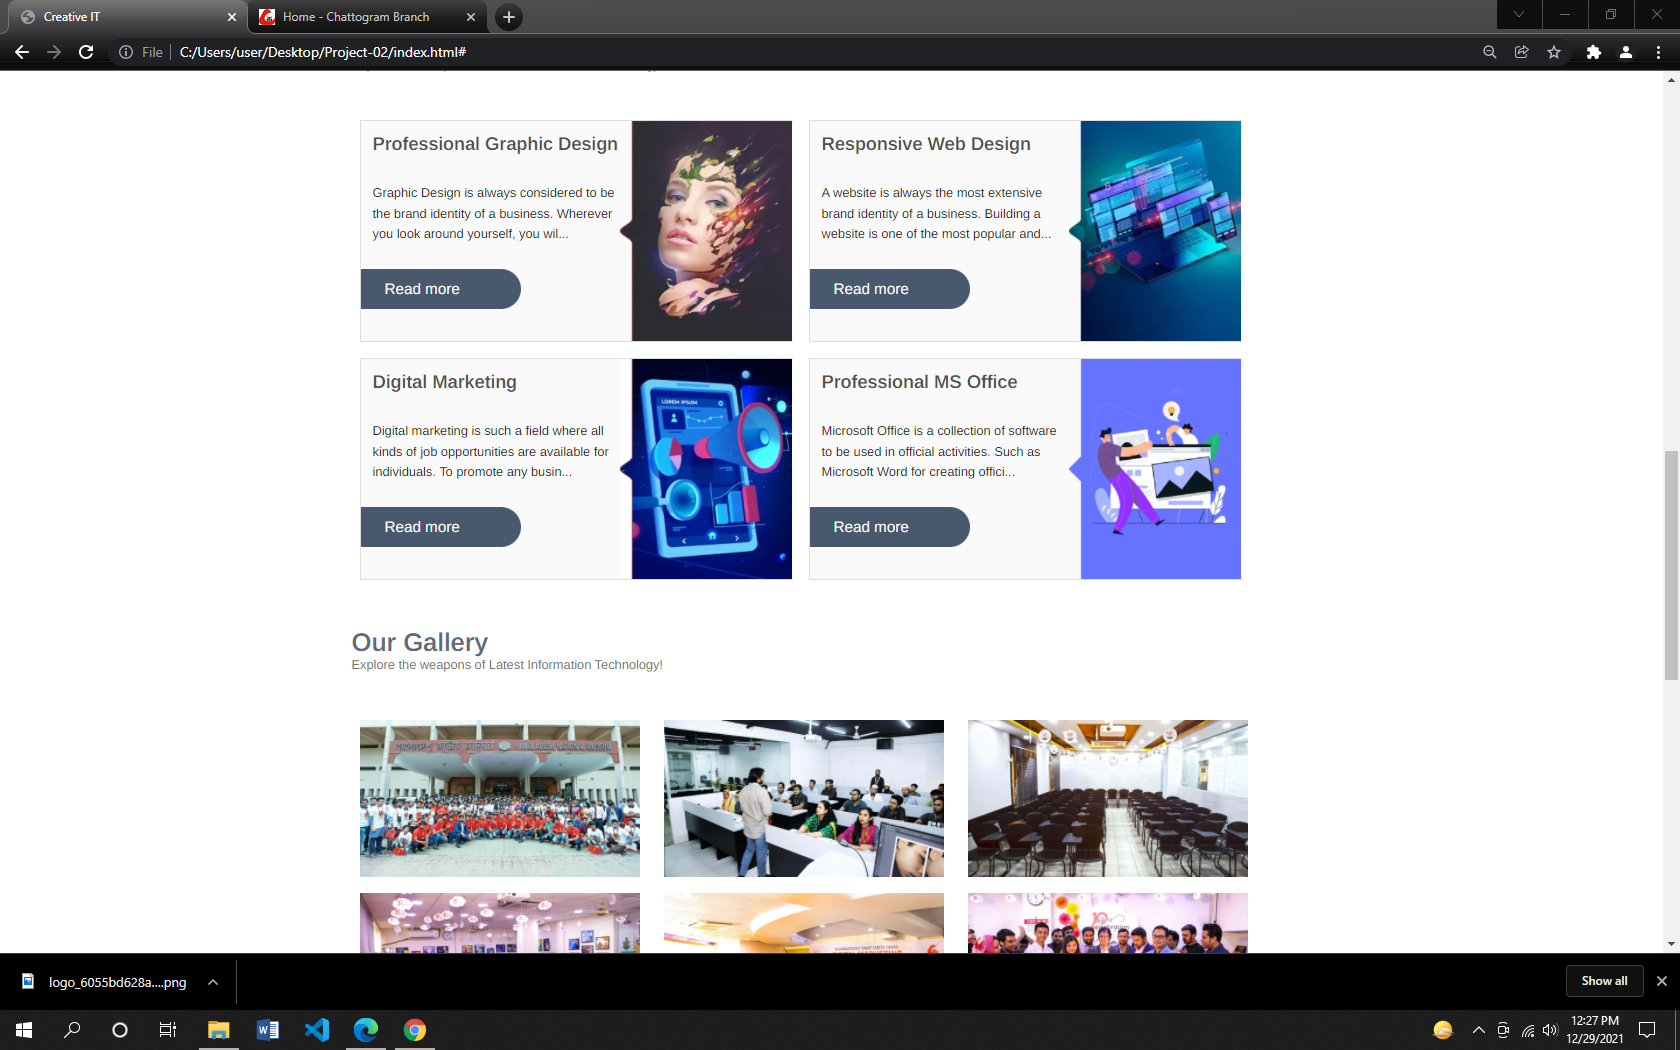 Creative IT
Home - Chattogram Branch
File
C:/Users/user/Desktop/Project-02/index.html#
Professional Graphic Design
Graphic Design is always considered to be
the brand identity of a business. Wherever
you look around yourself, you wil...
Read more
Responsive Web Design
A website is always the most extensive
brand identity of a business. Building a
website is one of the most popular and...
Read more
Digital Marketing
Digital marketing is such a field where all
kinds of job opportunities are available for
individuals. To promote any busin...
Read more
LOREM IPSUM
Professional MS Office
Microsoft Office is a collection of software
to be used in official activities. Such as
Microsoft Word for creating offici...
Read more
Our Gallery
Explore the weapons of Latest Information Technology!
BANGLADESH NATIONAL MUSEUM
logo_6055bd628a....png
Show all
12:27 PM
12/29/2021